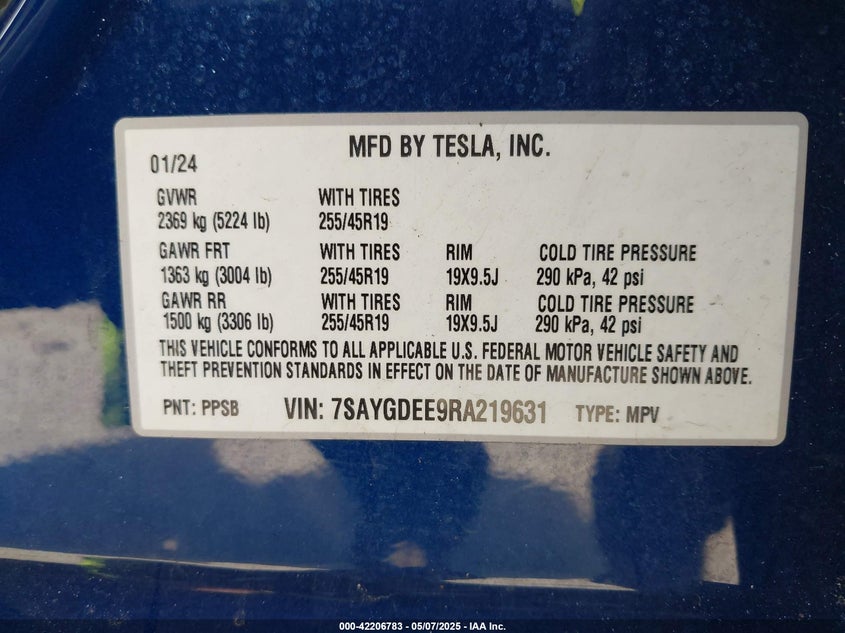 MFD BY TESLA, INC.
01/24
GVWR WITH TIRES
2369 kg (5224 lb) 255/45R19
GAWR FRT WITH TIRES RIM COLD TIRE PRESSURE
1363 kg (3004 lb) 255/45R19 19X9.5J 290 kPa, 42 psi
GAWR RR WITH TIRES RIM COLD TIRE PRESSURE
1500 kg (3306 lb) 255/45R19 19X9.5J 290 kPa, 42 psi
THIS VEHICLE CONFORMS TO ALL APPLICABLE U.S. FEDERAL MOTOR VEHICLE SAFETY AND
THEFT PREVENTION STANDARDS IN EFFECT ON THE DATE OF MANUFACTURE SHOWN ABOVE.
PNT: PPSB VIN: 7SAYGDEE9RA219631 TYPE: MPV
000-42206783 - 05/07/2025 - IAA Inc.